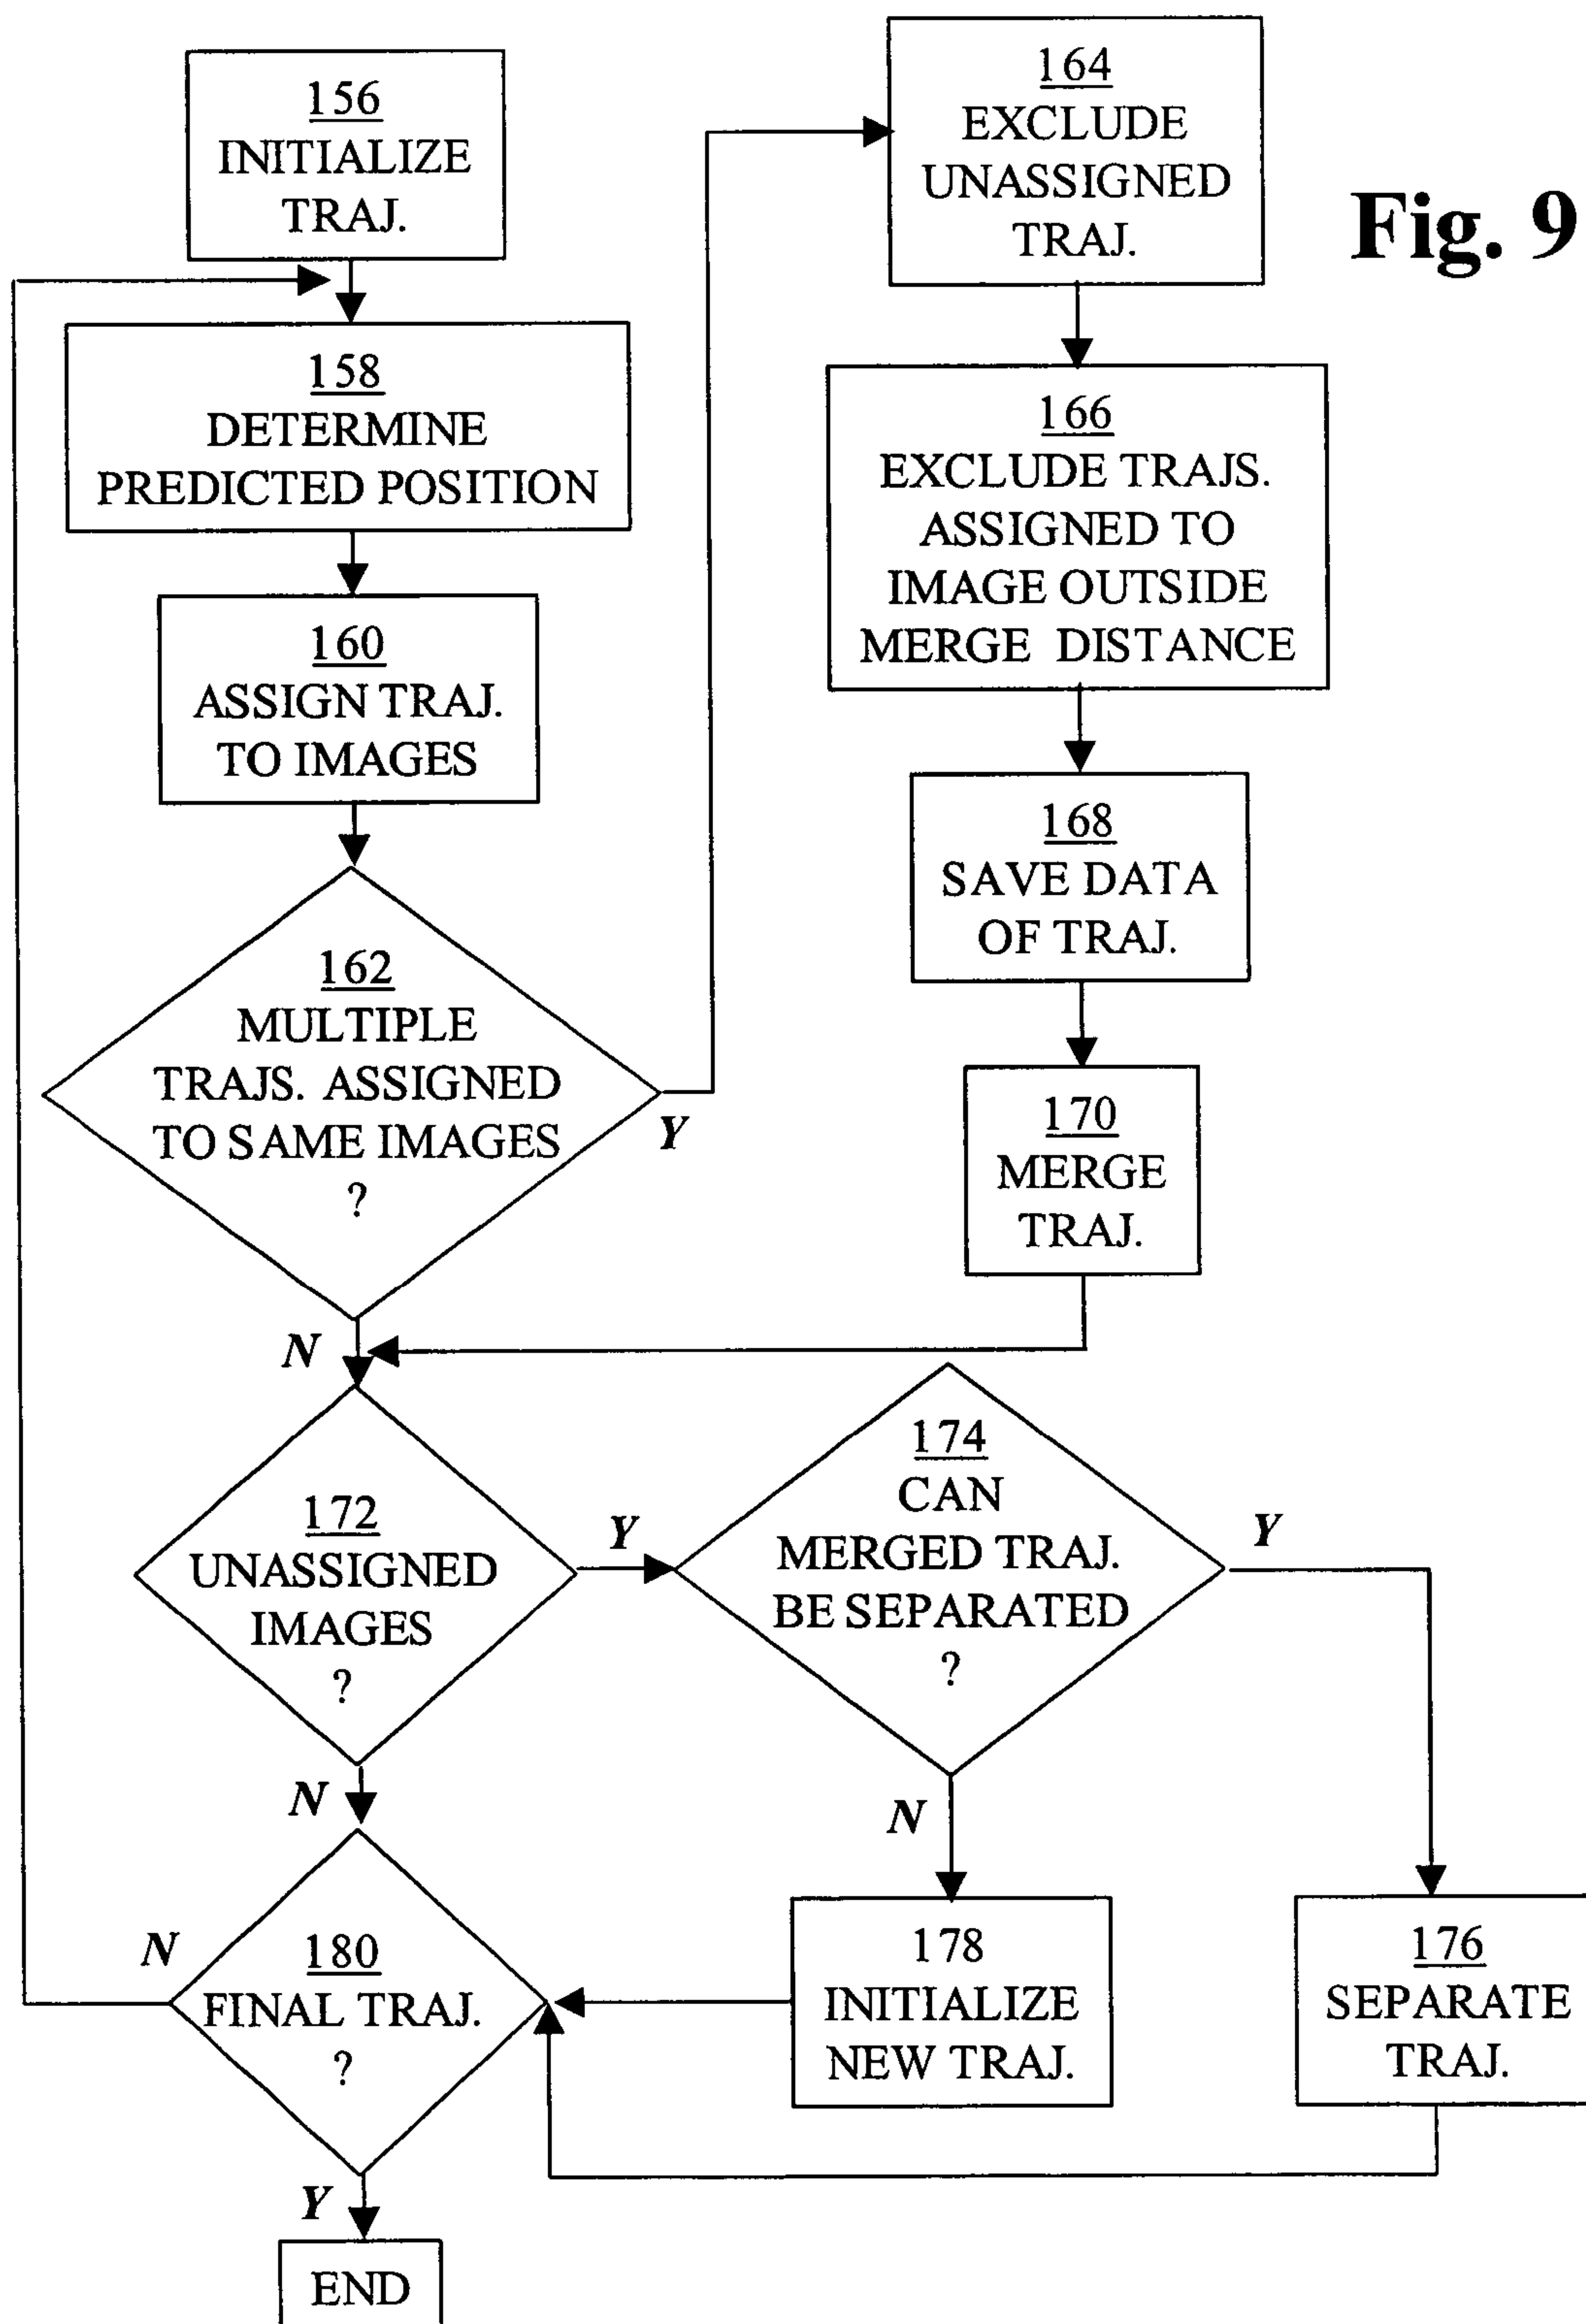 156
INITIALIZE
TRAJ.
158
DETERMINE
PREDICTED POSITION
160
ASSIGN TRAJ.
TO IMAGES
162
MULTIPLE
TRAJS. ASSIGNED
TO SAME IMAGES
?
Y
N
164
EXCLUDE
UNASSIGNED
TRAJ.
Fig. 9
166
EXCLUDE TRAJS.
ASSIGNED TO
IMAGE OUTSIDE
MERGE DISTANCE
168
SAVE DATA
OF TRAJ.
170
MERGE
TRAJ.
172
UNASSIGNED
IMAGES
?
Y
N
174
CAN
MERGED TRAJ.
BE SEPARATED
?
Y
N
176
SEPARATE
TRAJ.
178
INITIALIZE
NEW TRAJ.
180
FINAL TRAJ.
?
N
Y
END